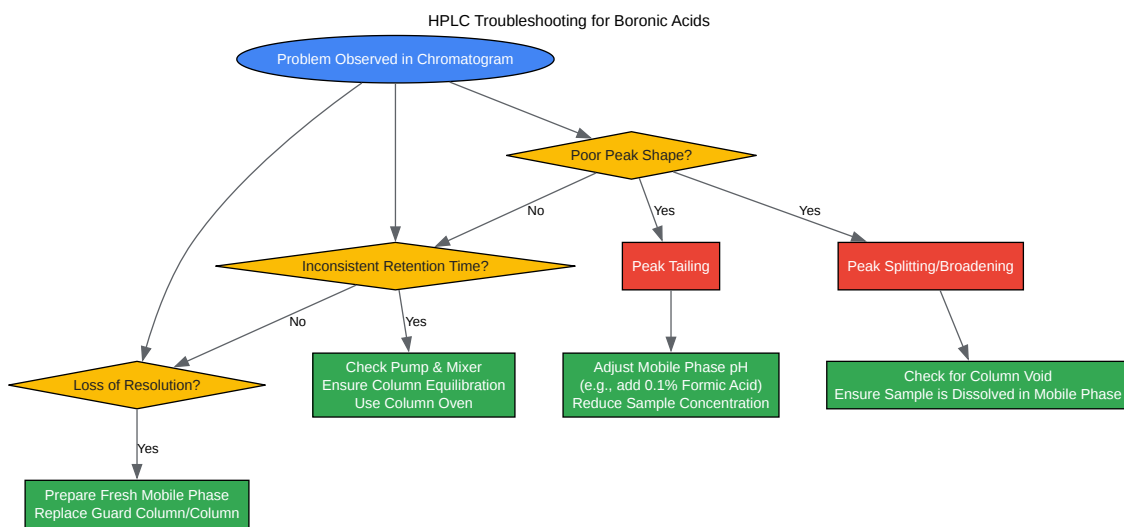 HPLC Troubleshooting for Boronic Acids
Problem Observed in Chromatogram
Poor Peak Shape?
No
Yes
Yes
Inconsistent Retention Time?
Peak Tailing
Peak Splitting/Broadening
No
Yes
Loss of Resolution?
Check Pump & Mixer
Ensure Column Equilibration
Use Column Oven
Adjust Mobile Phase pH
(e.g., add 0.1% Formic Acid)
Reduce Sample Concentration
Check for Column Void
Ensure Sample is Dissolved in Mobile Phase
Yes
Prepare Fresh Mobile Phase
Replace Guard Column/Column